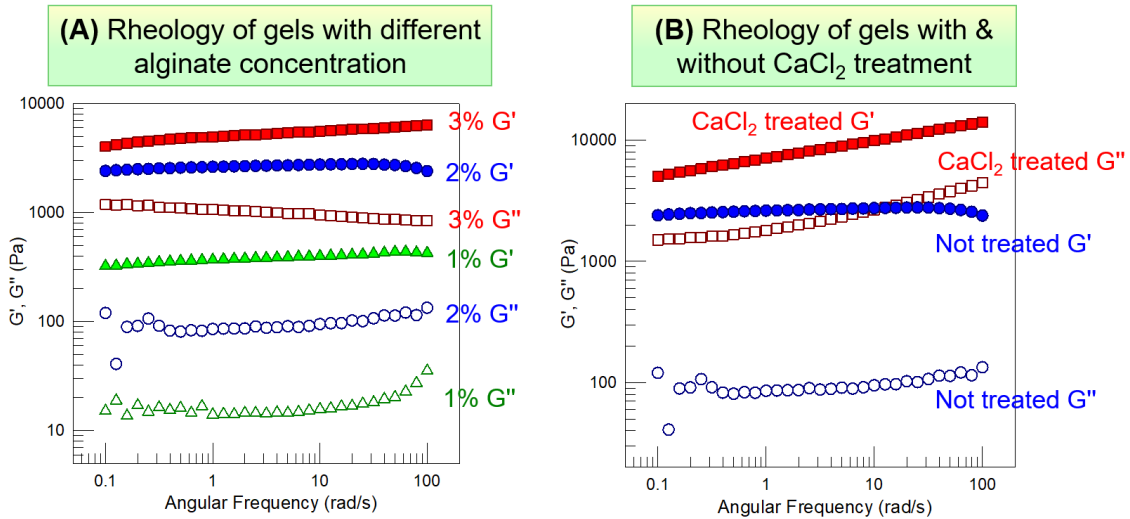 (A) Rheology of gels with different
alginate concentration
10000
1000
100
10
G', G'' (Pa)
0.1
1
10
100
Angular Frequency (rad/s)
3% G'
2% G'
3% G''
1% G'
2% G''
1% G''
(B) Rheology of gels with &
without CaCl₂ treatment
10000
1000
100
G', G'' (Pa)
0.1
1
10
100
Angular Frequency (rad/s)
CaCl₂ treated G'
CaCl₂ treated G''
Not treated G'
Not treated G''